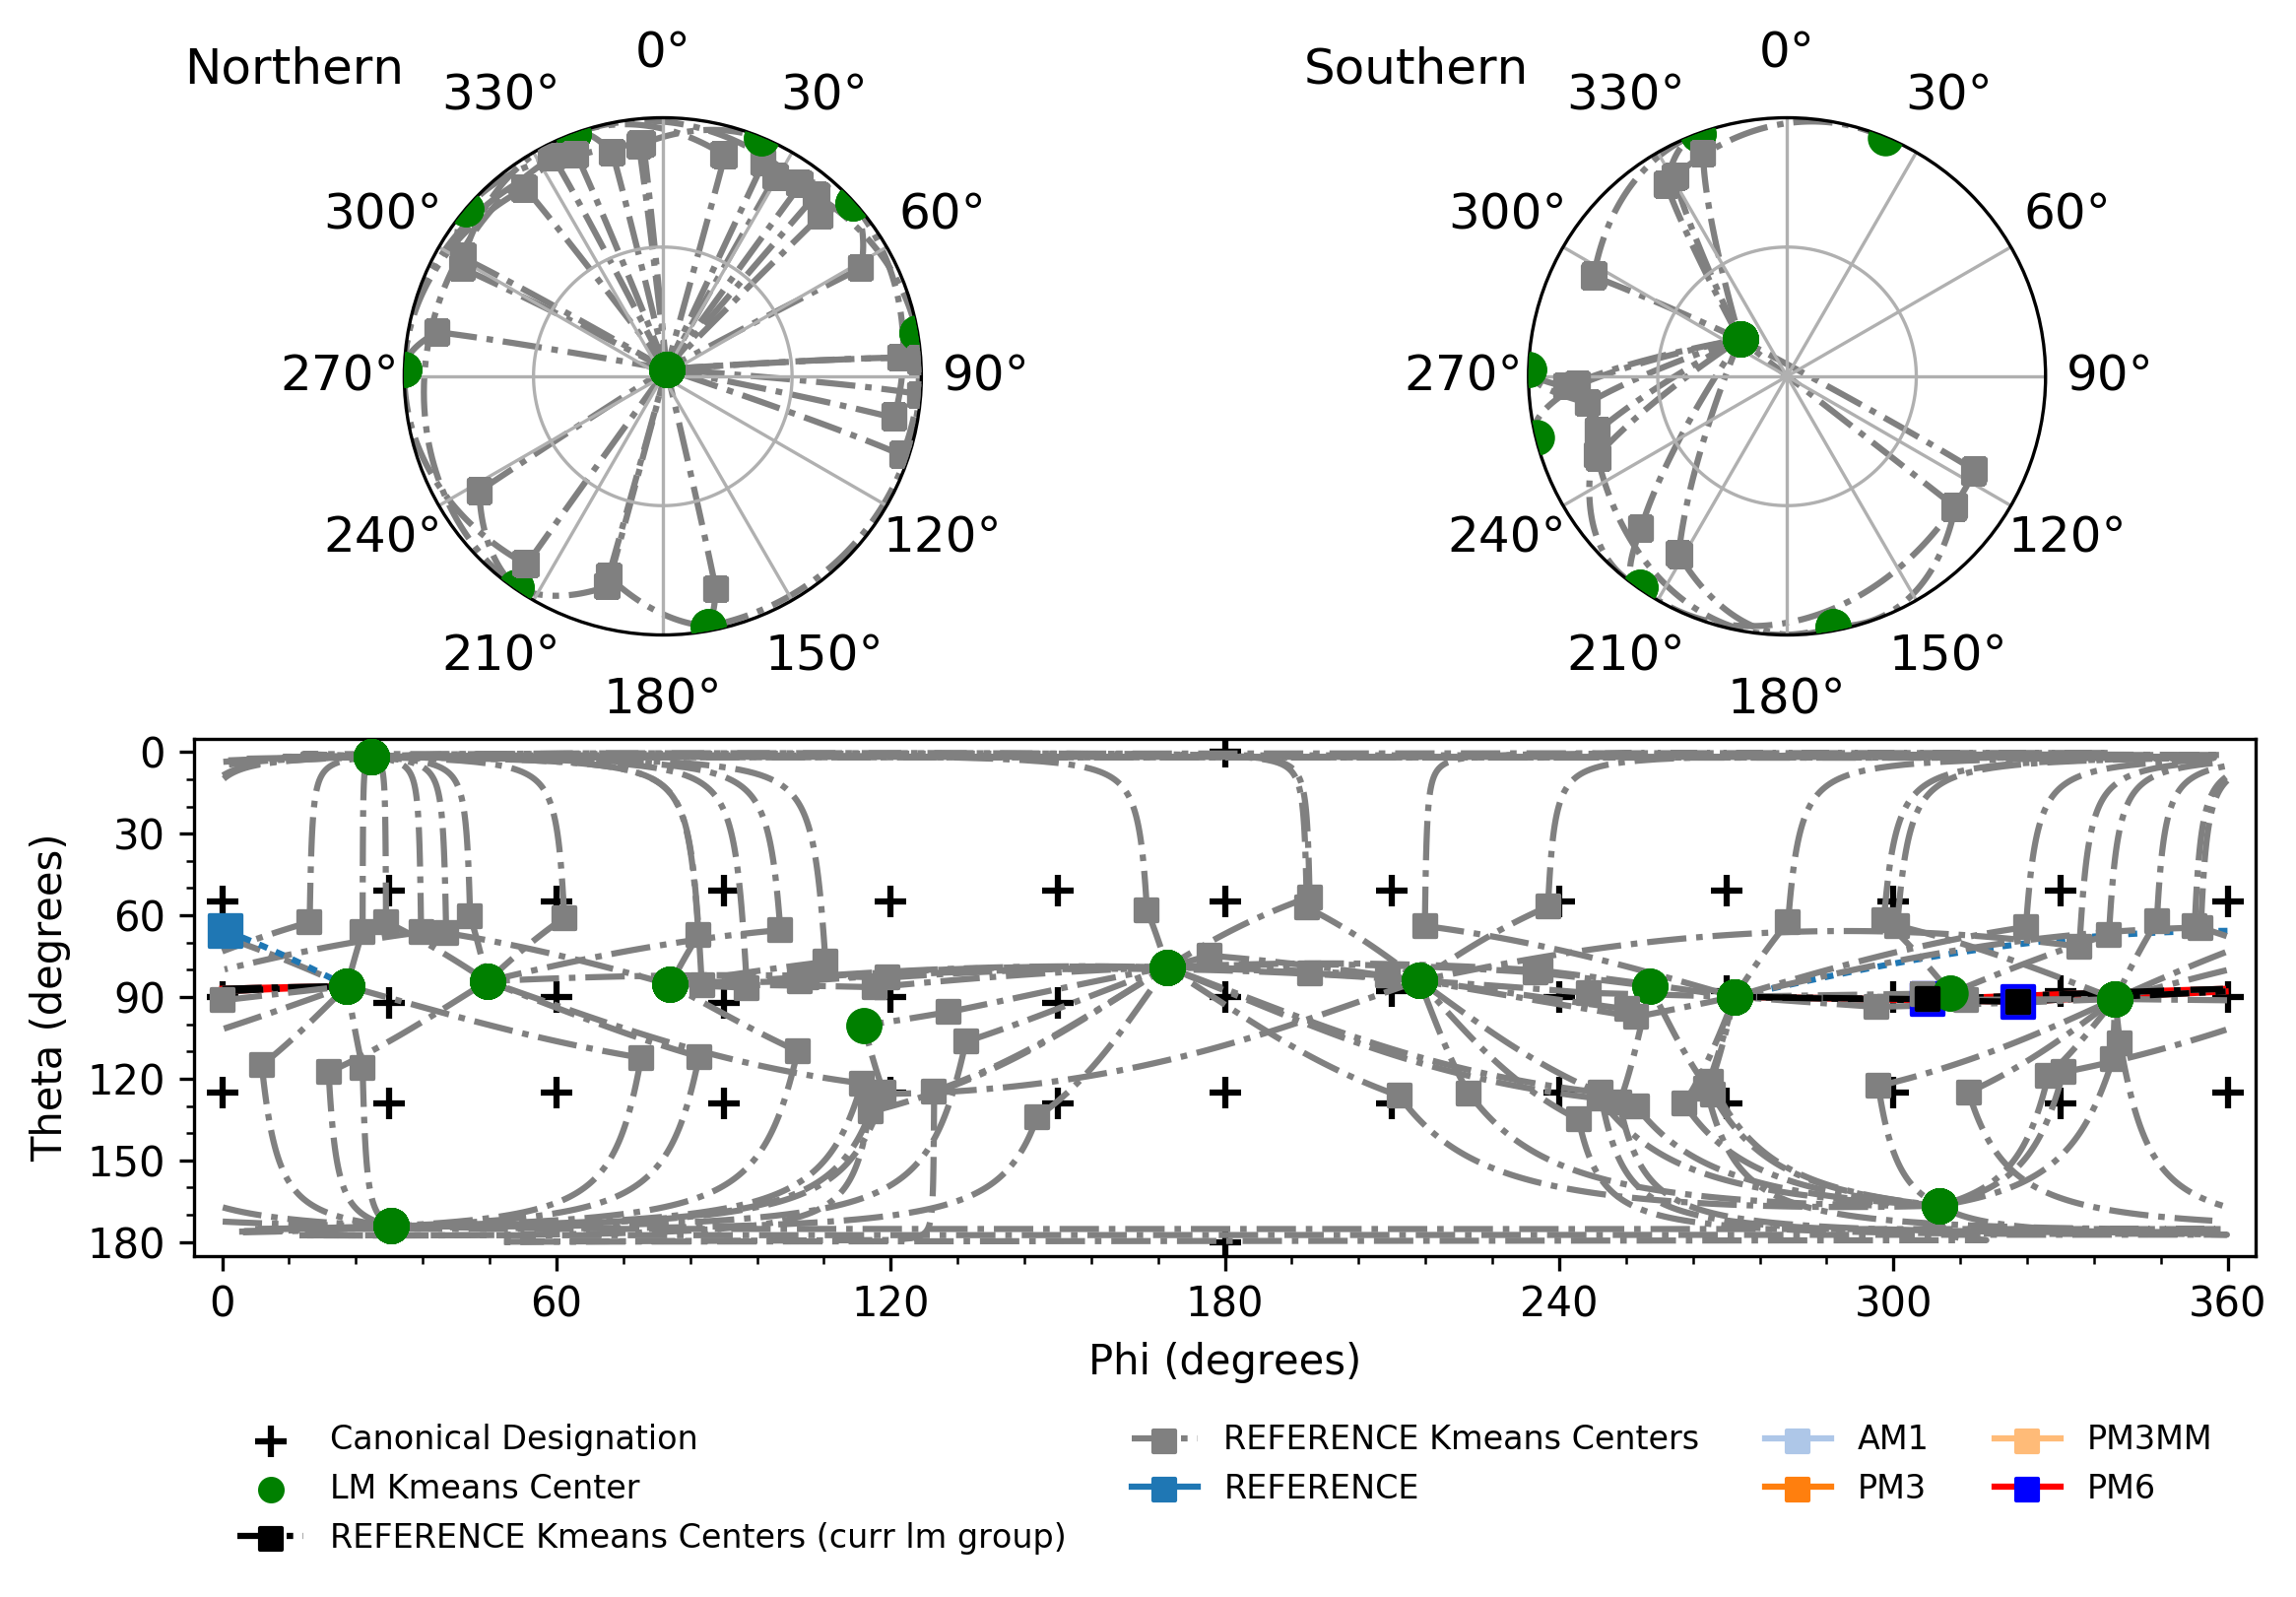 Northern
0°
30°
60°
90°
120°
150°
180°
210°
240°
270°
300°
330°
Southern
0°
30°
60°
90°
120°
150°
180°
210°
240°
270°
300°
330°
Theta (degrees)
0
30
60
90
120
150
180
0 60 120 180 240 300 360
Phi (degrees)
Canonical Designation
LM Kmeans Center
REFERENCE Kmeans Centers (curr lm group)
REFERENCE Kmeans Centers
REFERENCE
AM1
PM3
PM3MM
PM6